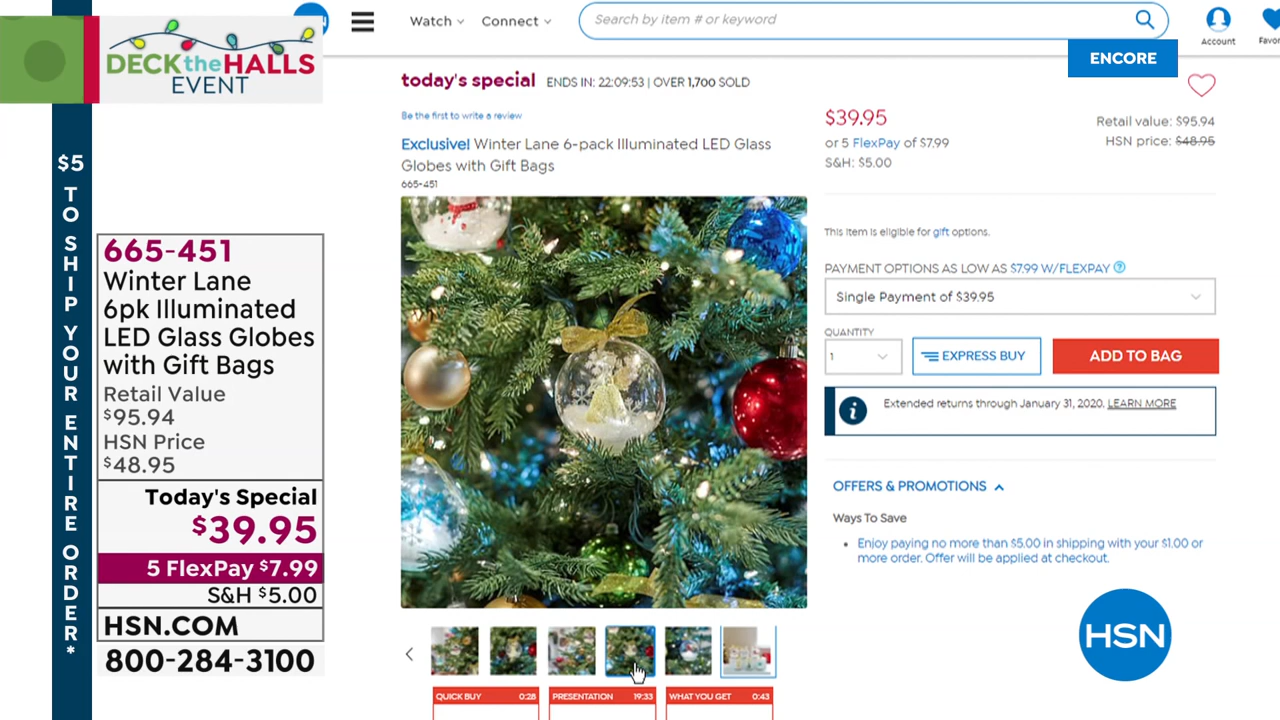 DECK the HALLS
EVENT
$5 TO SHIP YOUR ENTIRE ORDER*
665-451
Winter Lane
6pk Illuminated
LED Glass Globes
with Gift Bags
Retail Value
$95.94
HSN Price
$48.95
Today's Special
$39.95
5 FlexPay $7.99
S&H $5.00
HSN.COM
800-284-3100
Watch
Connect
Search by item # or keyword
Account
Favor
ENCORE
today's special ENDS IN: 22:09:53 | OVER 1,700 SOLD
Be the first to write a review
Exclusive! Winter Lane 6-pack Illuminated LED Glass
Globes with Gift Bags
665-451
$39.95
or 5 FlexPay of $7.99
S&H: $5.00
Retail value: $95.94
HSN price: $48.95
This item is eligible for gift options.
PAYMENT OPTIONS AS LOW AS $7.99 W/FLEXPAY ?
Single Payment of $39.95
QUANTITY
1
EXPRESS BUY
ADD TO BAG
i Extended returns through January 31, 2020. LEARN MORE
OFFERS & PROMOTIONS
Ways To Save
• Enjoy paying no more than $5.00 in shipping with your $1.00 or
more order. Offer will be applied at checkout.
HSN
QUICK BUY 0:28
PRESENTATION 19:33
WHAT YOU GET 0:43